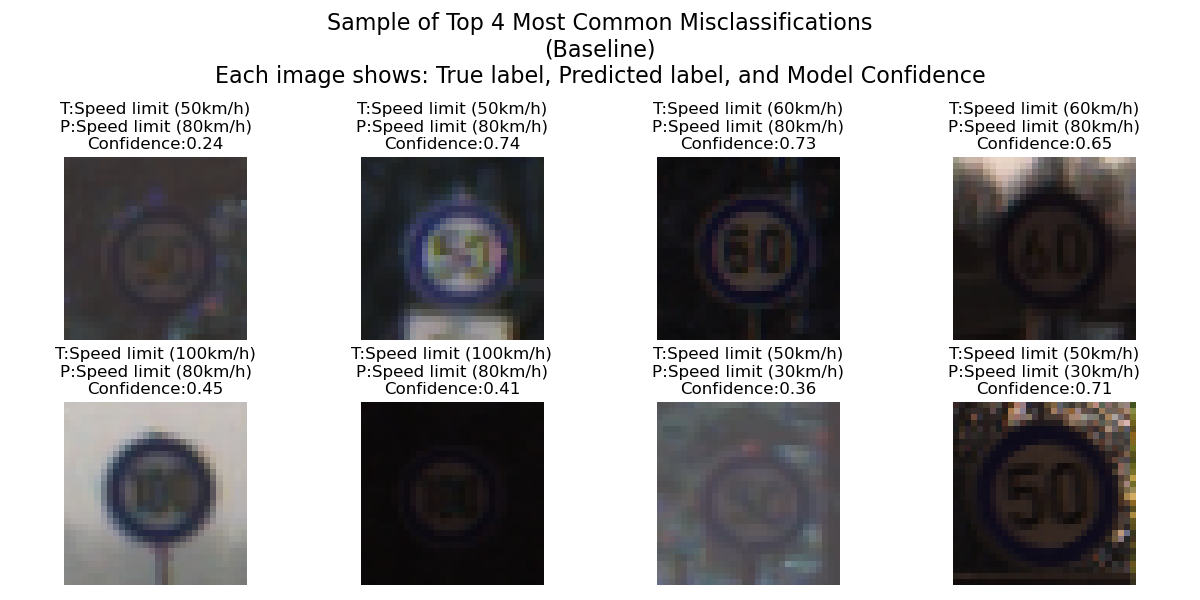 Sample of Top 4 Most Common Misclassifications
(Baseline)
Each image shows: True label, Predicted label, and Model Confidence
T:Speed limit (50km/h)
P:Speed limit (80km/h)
Confidence:0.24
T:Speed limit (50km/h)
P:Speed limit (80km/h)
Confidence:0.74
T:Speed limit (60km/h)
P:Speed limit (80km/h)
Confidence:0.73
60
T:Speed limit (60km/h)
P:Speed limit (80km/h)
Confidence:0.65
60
T:Speed limit (100km/h)
P:Speed limit (80km/h)
Confidence:0.45
T:Speed limit (100km/h)
P:Speed limit (80km/h)
Confidence:0.41
T:Speed limit (50km/h)
P:Speed limit (30km/h)
Confidence:0.36
T:Speed limit (50km/h)
P:Speed limit (30km/h)
Confidence:0.71
50